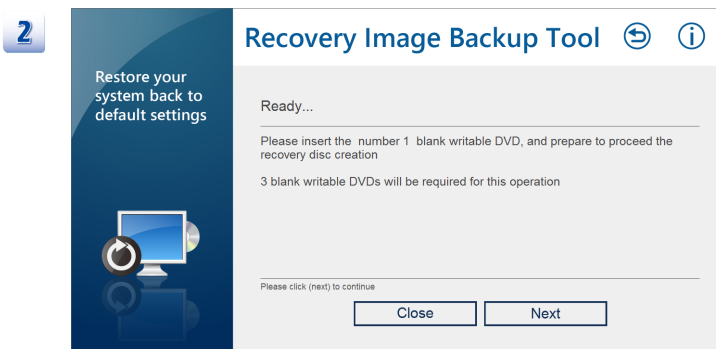 2
Recovery Image Backup Tool
Restore your
system back to
default settings
Ready...
Please insert the number 1 blank writable DVD, and prepare to proceed the
recovery disc creation
3 blank writable DVDs will be required for this operation
Please click (next) to continue
Close
Next